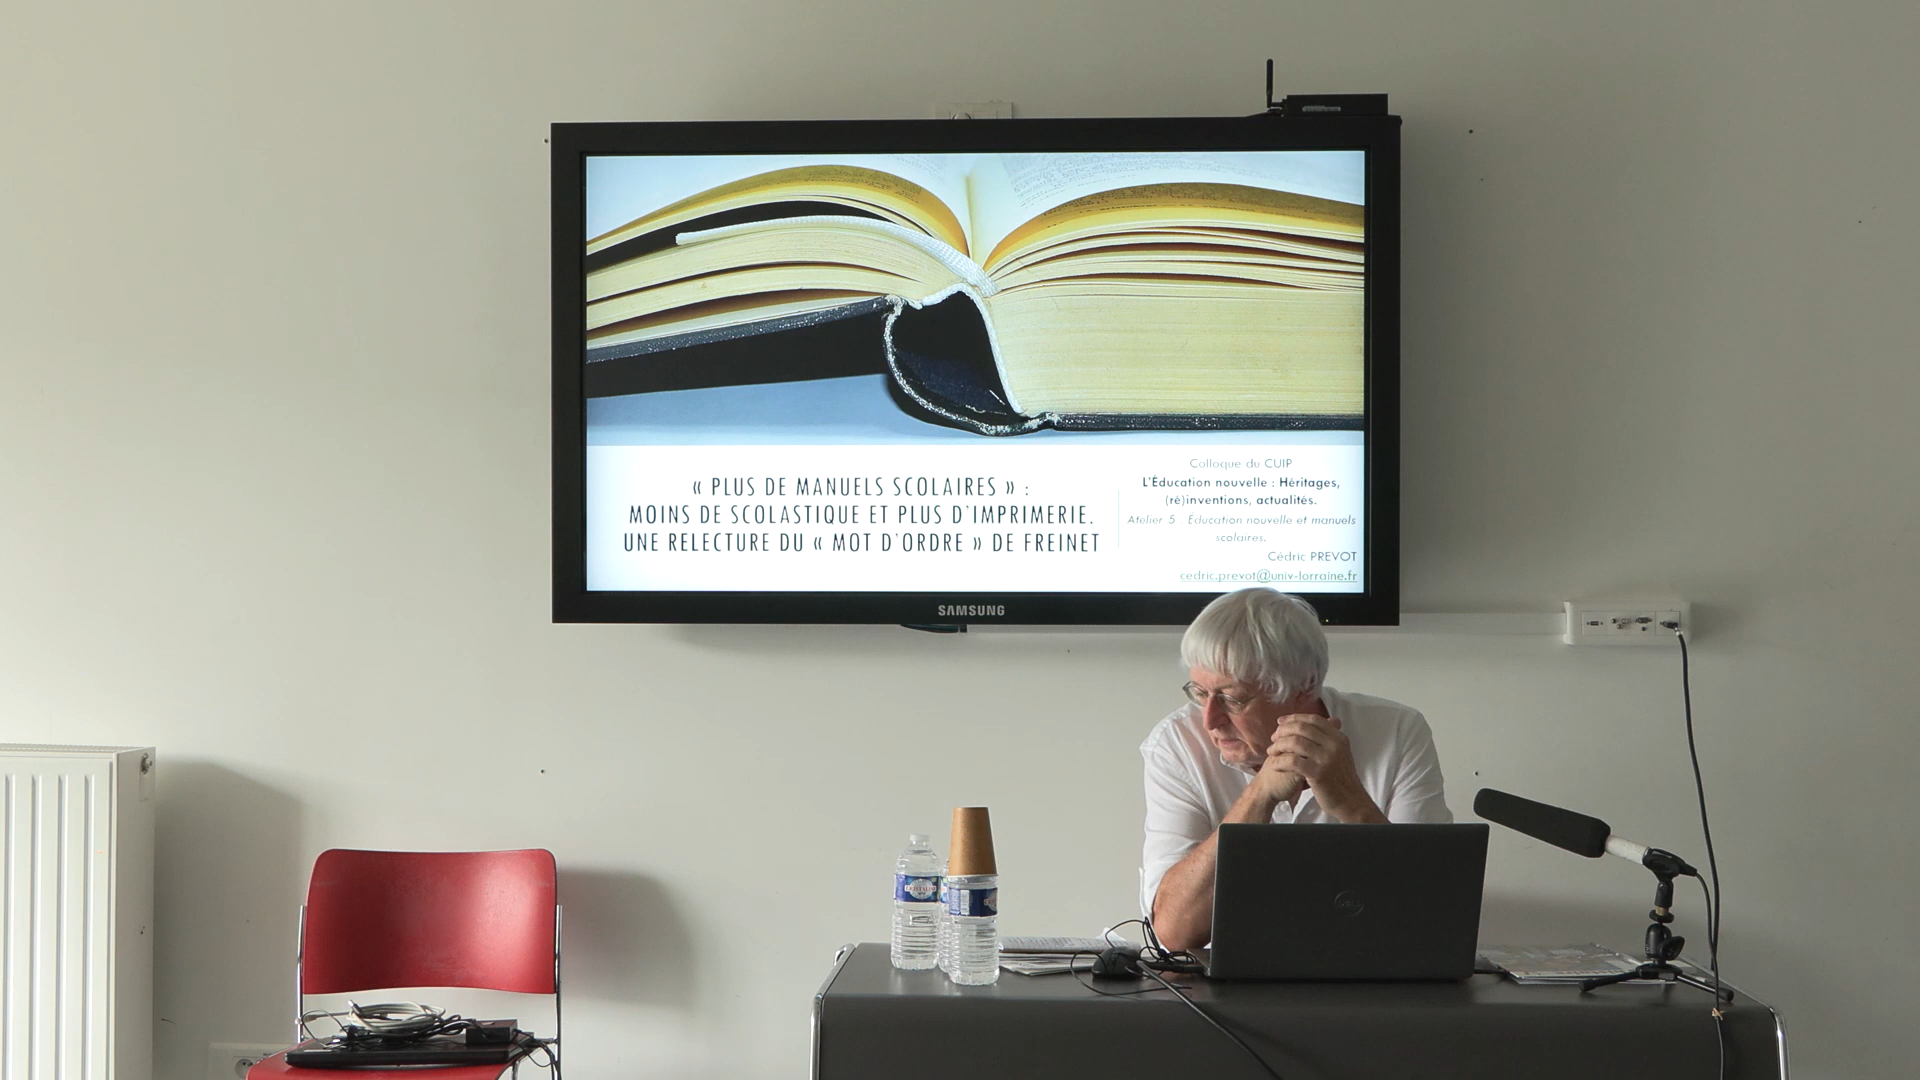 « PLUS DE MANUELS SCOLAIRES » :
MOINS DE SCOLASTIQUE ET PLUS D'IMPRIMERIE.
UNE RELECTURE DU « MOT D'ORDRE » DE FREINET
Colloque du CUIP
L'Éducation nouvelle : Héritages,
(ré)inventions, actualités.
Atelier 5 : Éducation nouvelle et manuels
scolaires.
Cédric PREVOT
cedric.prevot@univ-lorraine.fr
SAMSUNG
CRISTALINE
DELL